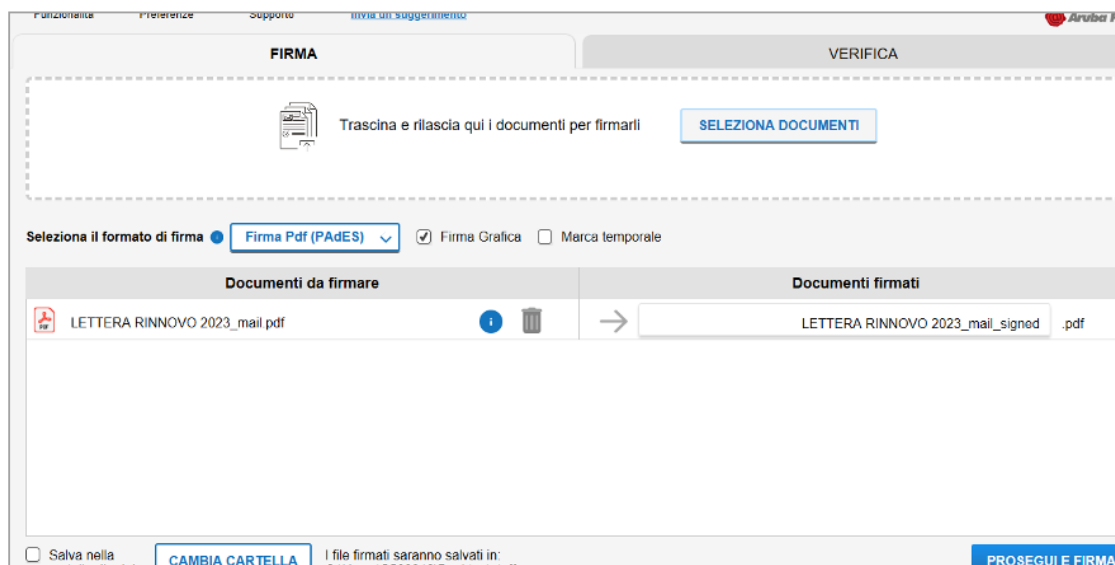 Funzionalità Preferenze Supporto Invia un suggerimento Aruba
FIRMA VERIFICA
Trascina e rilascia qui i documenti per firmarli SELEZIONA DOCUMENTI
Seleziona il formato di firma i Firma Pdf (PAdES) Firma Grafica Marca temporale
Documenti da firmare Documenti firmati
PDF LETTERA RINNOVO 2023_mail.pdf i LETTERA RINNOVO 2023_mail_signed .pdf
Salva nella CAMBIA CARTELLA I file firmati saranno salvati in: PROSEGUI E FIRMA